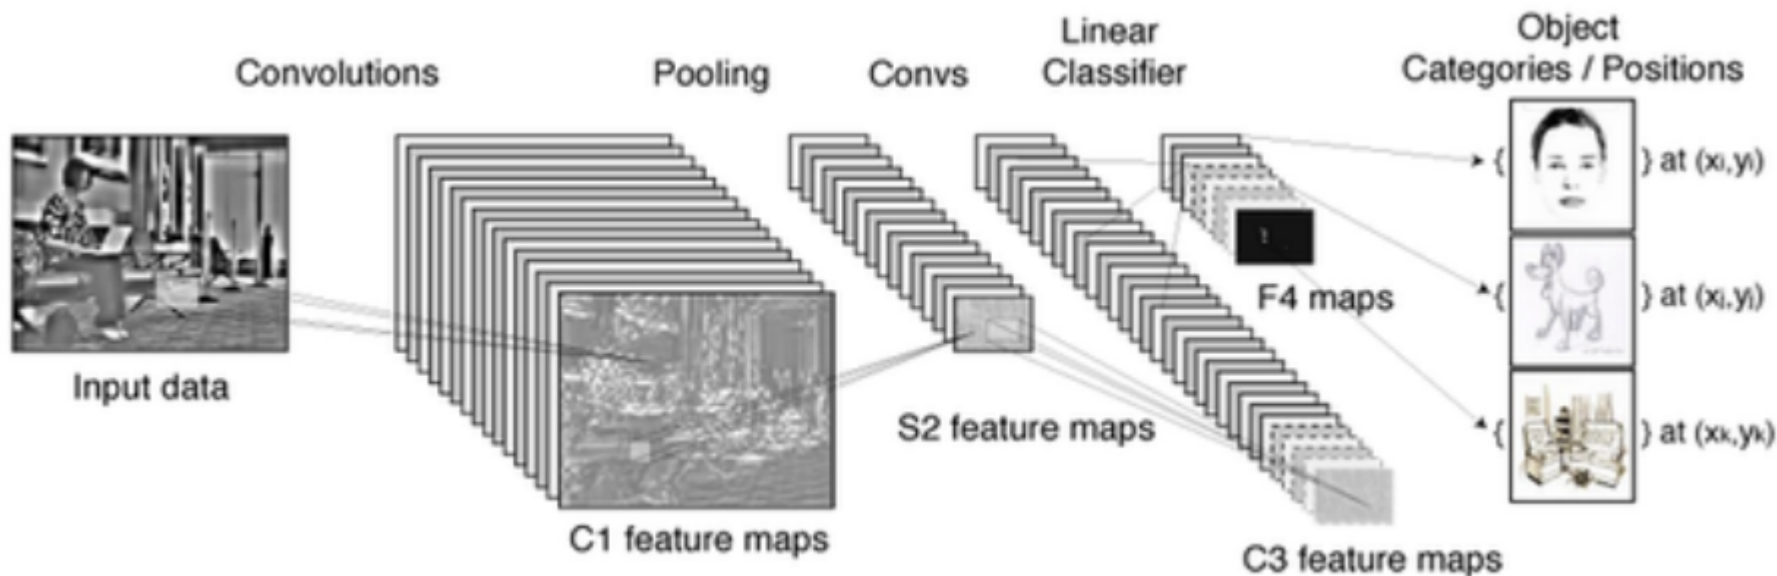 Convolutions
Pooling
Convs
Linear
Classifier
Object
Categories / Positions
Input data
C1 feature maps
S2 feature maps
C3 feature maps
F4 maps
{ } at (xi,yi)
{ } at (xj,yj)
{ } at (xk,yk)